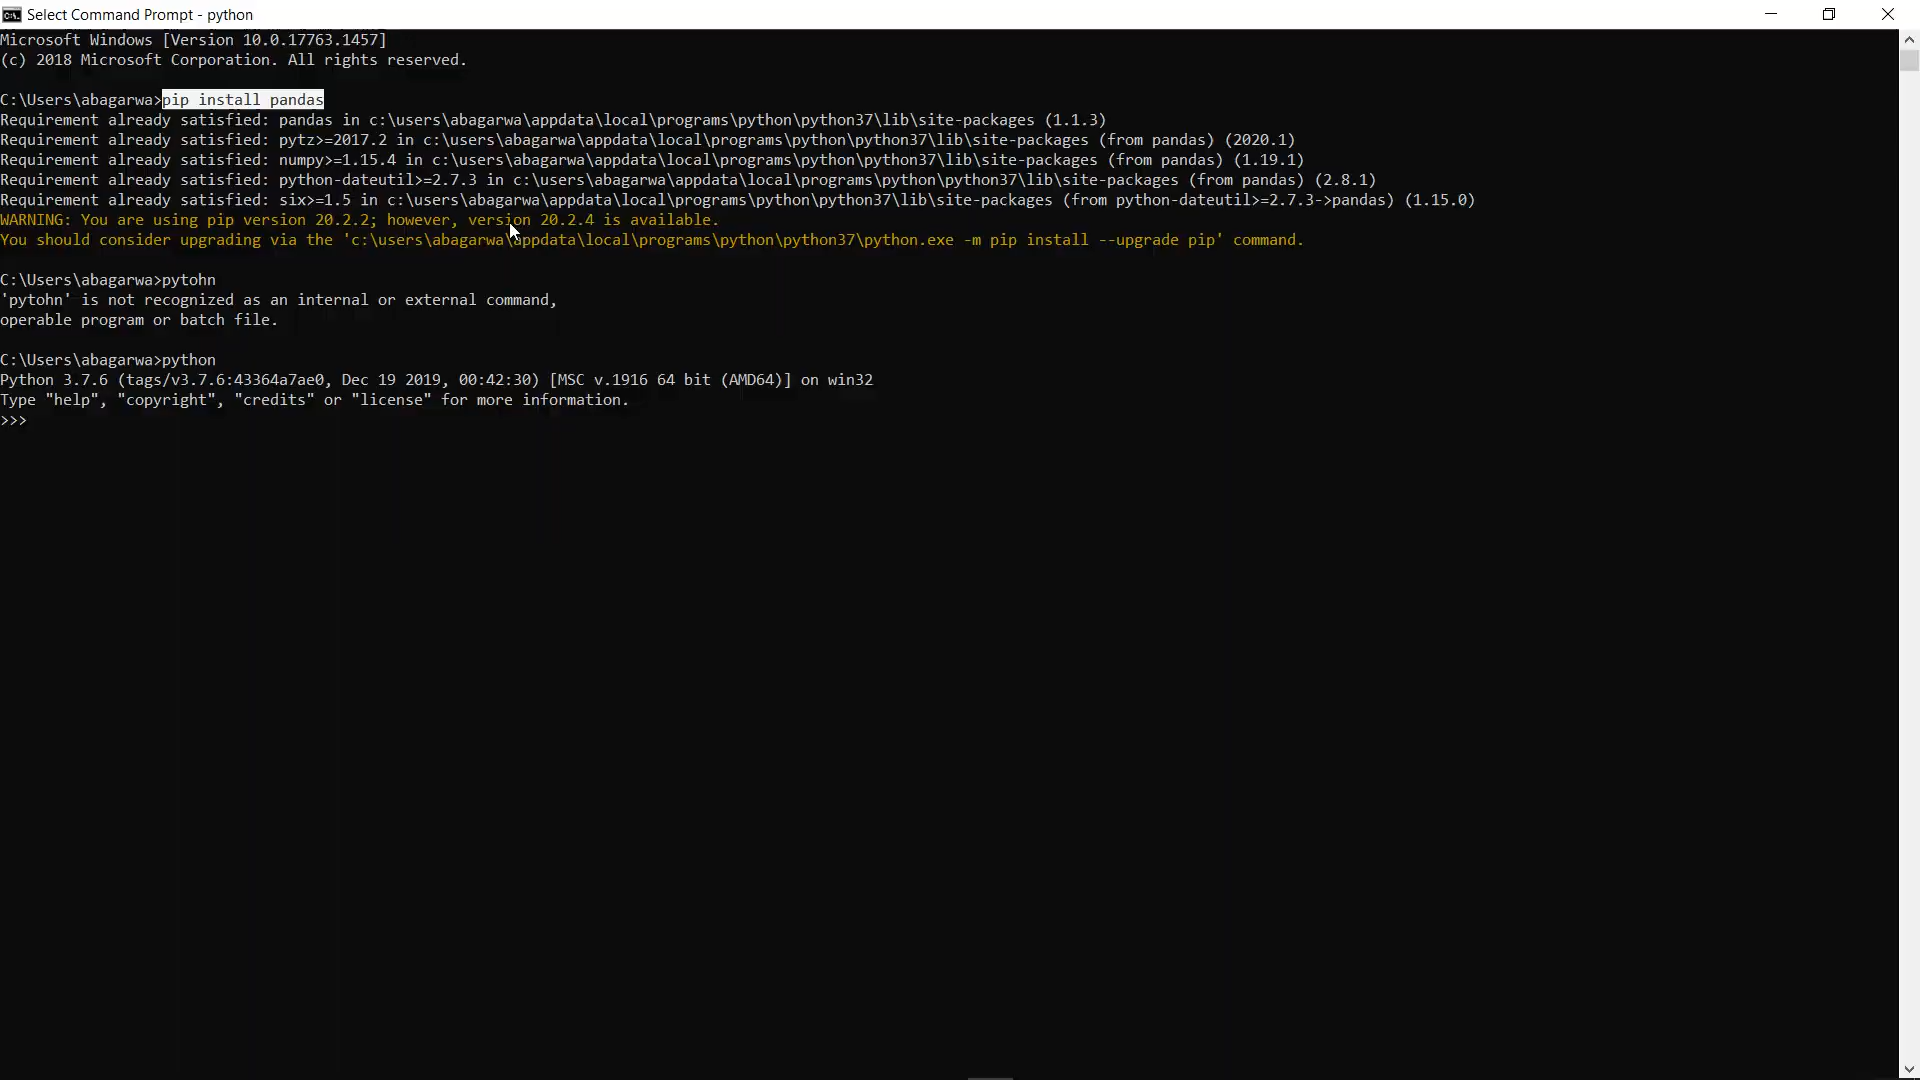 Select Command Prompt - python
Microsoft Windows [Version 10.0.17763.1457]
(c) 2018 Microsoft Corporation. All rights reserved.
C:\Users\abagarwa>pip install pandas
Requirement already satisfied: pandas in c:\users\abagarwa\appdata\local\programs\python\python37\lib\site-packages (1.1.3)
Requirement already satisfied: pytz>=2017.2 in c:\users\abagarwa\appdata\local\programs\python\python37\lib\site-packages (from pandas) (2020.1)
Requirement already satisfied: numpy>=1.15.4 in c:\users\abagarwa\appdata\local\programs\python\python37\lib\site-packages (from pandas) (1.19.1)
Requirement already satisfied: python-dateutil>=2.7.3 in c:\users\abagarwa\appdata\local\programs\python\python37\lib\site-packages (from pandas) (2.8.1)
Requirement already satisfied: six>=1.5 in c:\users\abagarwa\appdata\local\programs\python\python37\lib\site-packages (from python-dateutil>=2.7.3->pandas) (1.15.0)
WARNING: You are using pip version 20.2.2; however, version 20.2.4 is available.
You should consider upgrading via the 'c:\users\abagarwa\appdata\local\programs\python\python37\python.exe -m pip install --upgrade pip' command.
C:\Users\abagarwa>pytohn
'pytohn' is not recognized as an internal or external command,
operable program or batch file.
C:\Users\abagarwa>python
Python 3.7.6 (tags/v3.7.6:43364a7ae0, Dec 19 2019, 00:42:30) [MSC v.1916 64 bit (AMD64)] on win32
Type "help", "copyright", "credits" or "license" for more information.
>>>